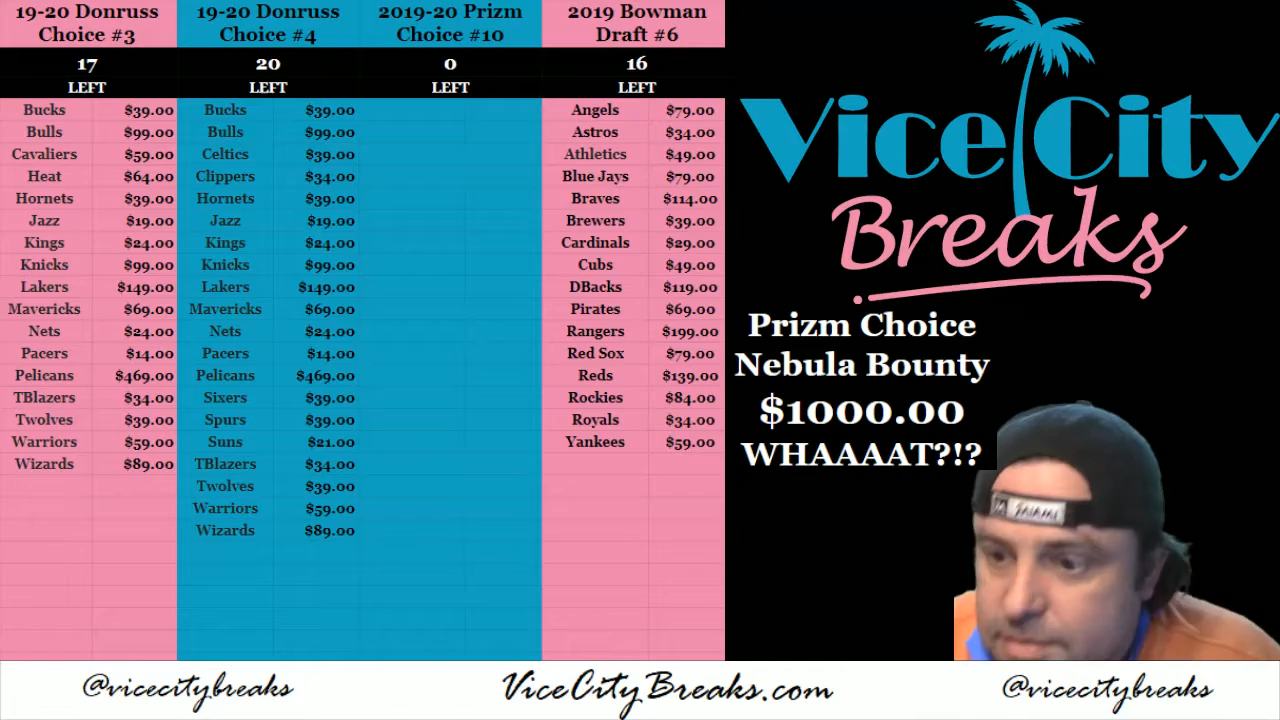 19-20 Donruss
Choice #3
17
LEFT
Bucks $39.00
Bulls $99.00
Cavaliers $59.00
Heat $64.00
Hornets $39.00
Jazz $19.00
Kings $24.00
Knicks $99.00
Lakers $149.00
Mavericks $69.00
Nets $24.00
Pacers $14.00
Pelicans $469.00
TBlazers $34.00
Twolves $39.00
Warriors $59.00
Wizards $89.00
19-20 Donruss
Choice #4
20
LEFT
Bucks $39.00
Bulls $99.00
Celtics $39.00
Clippers $34.00
Hornets $39.00
Jazz $19.00
Kings $24.00
Knicks $99.00
Lakers $149.00
Mavericks $69.00
Nets $24.00
Pacers $14.00
Pelicans $469.00
Sixers $39.00
Spurs $39.00
Suns $21.00
TBlazers $34.00
Twolves $39.00
Warriors $59.00
Wizards $89.00
2019-20 Prizm
Choice #10
0
LEFT
2019 Bowman
Draft #6
16
LEFT
Angels $79.00
Astros $34.00
Athletics $49.00
Blue Jays $79.00
Braves $114.00
Brewers $39.00
Cardinals $29.00
Cubs $49.00
DBacks $119.00
Pirates $69.00
Rangers $199.00
Red Sox $79.00
Reds $139.00
Rockies $84.00
Royals $34.00
Yankees $59.00
Vice City
Breaks
Prizm Choice
Nebula Bounty
$1000.00
WHAAAAT?!?
MIAMI
@vicecitybreaks
ViceCityBreaks.com
@vicecitybreaks